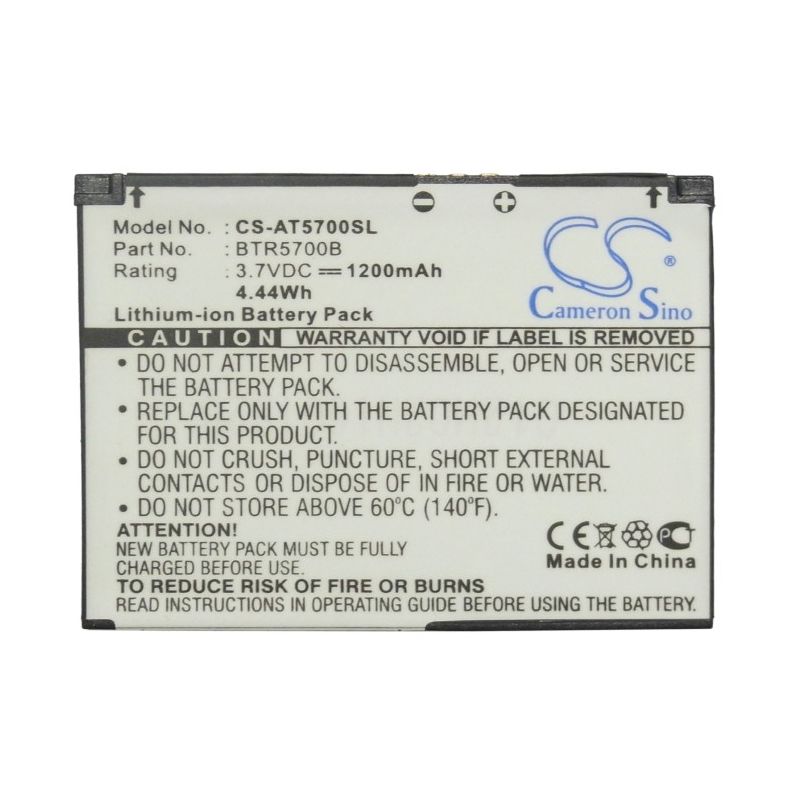 Model No. : CS-AT5700SL
Part No. : BTR5700B
Rating : 3.7VDC ⎓ 1200mAh
4.44Wh
Lithium-ion Battery Pack
CS ®
Cameron Sino
CAUTION WARRANTY VOID IF LABEL IS REMOVED
• DO NOT ATTEMPT TO DISASSEMBLE, OPEN OR SERVICE
THE BATTERY PACK.
• REPLACE ONLY WITH THE BATTERY PACK DESIGNATED
FOR THIS PRODUCT.
• DO NOT CRUSH, PUNCTURE, SHORT EXTERNAL
CONTACTS OR DISPOSE OF IN FIRE OR WATER.
• DO NOT STORE ABOVE 60°C (140°F).
ATTENTION!
NEW BATTERY PACK MUST BE FULLY
CHARGED BEFORE USE.
CE PC
Made In China
TO REDUCE RISK OF FIRE OR BURNS
READ INSTRUCTIONS IN OPERATING GUIDE BEFORE USING THE BATTERIES.